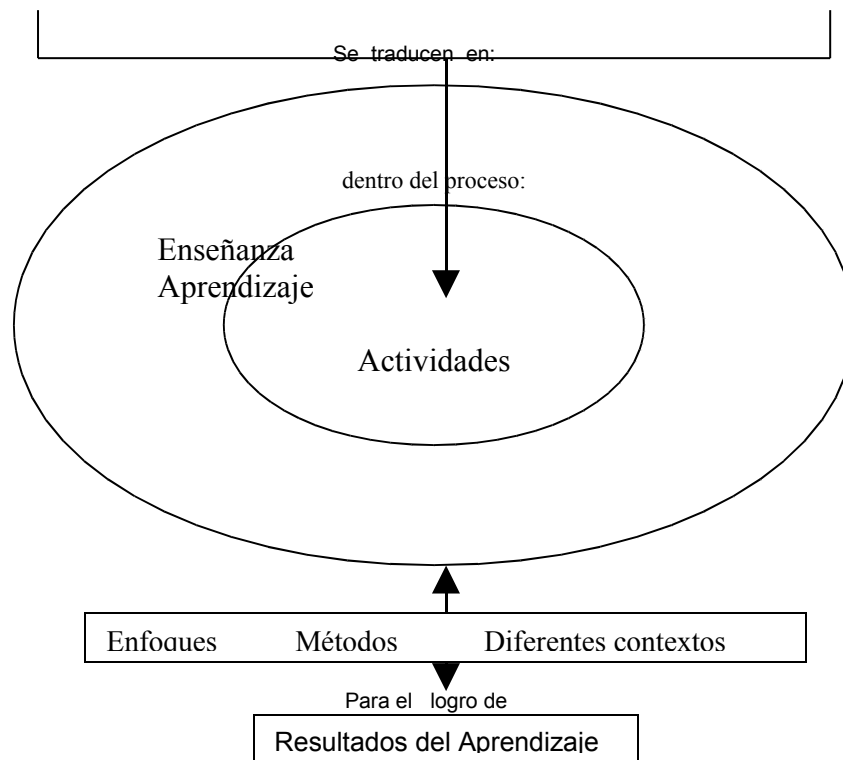 Se traducen en:
dentro del proceso:
Enseñanza
Aprendizaje
Actividades
Enfoques Métodos Diferentes contextos
Para el logro de
Resultados del Aprendizaje